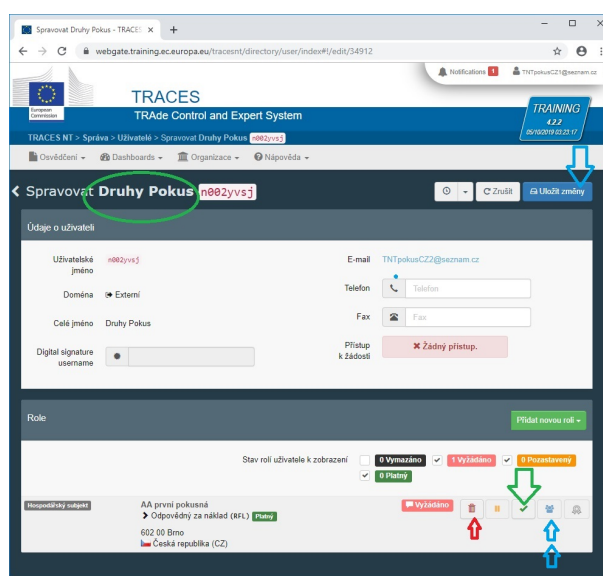 Spravovat Druhy Pokus - TRACES
webgate.training.ec.europa.eu/tracesnt/directory/user/index#!/edit/34912
Notifications 1 TNTpokusCZ1@seznam.cz
European
Commission
TRACES
TRAde Control and Expert System
TRAINING
4.2.2
05/10/2019 03:23:17
TRACES NT > Správa > Uživatelé > Spravovat Druhy Pokus n002yvsj
Osvědčení Dashboards Organizace Nápověda
Spravovat Druhy Pokus n002yvsj Zrušit Uložit změny
Údaje o uživateli
Uživatelské jméno n002yvsj
E-mail TNTpokusCZ2@seznam.cz
Doména Externí
Telefon Telefon
Celé jméno Druhy Pokus
Fax Fax
Digital signature username
Přístup k žádosti Žádný přístup.
Role Přidat novou roli
Stav rolí uživatele k zobrazení 0 Vymazáno 1 Vyžádáno 0 Pozastavený
0 Platný
Hospodářský subjekt AA první pokusná Vyžádáno
Odpovědný za náklad (RFL) Platný
602 00 Brno
Česká republika (CZ)